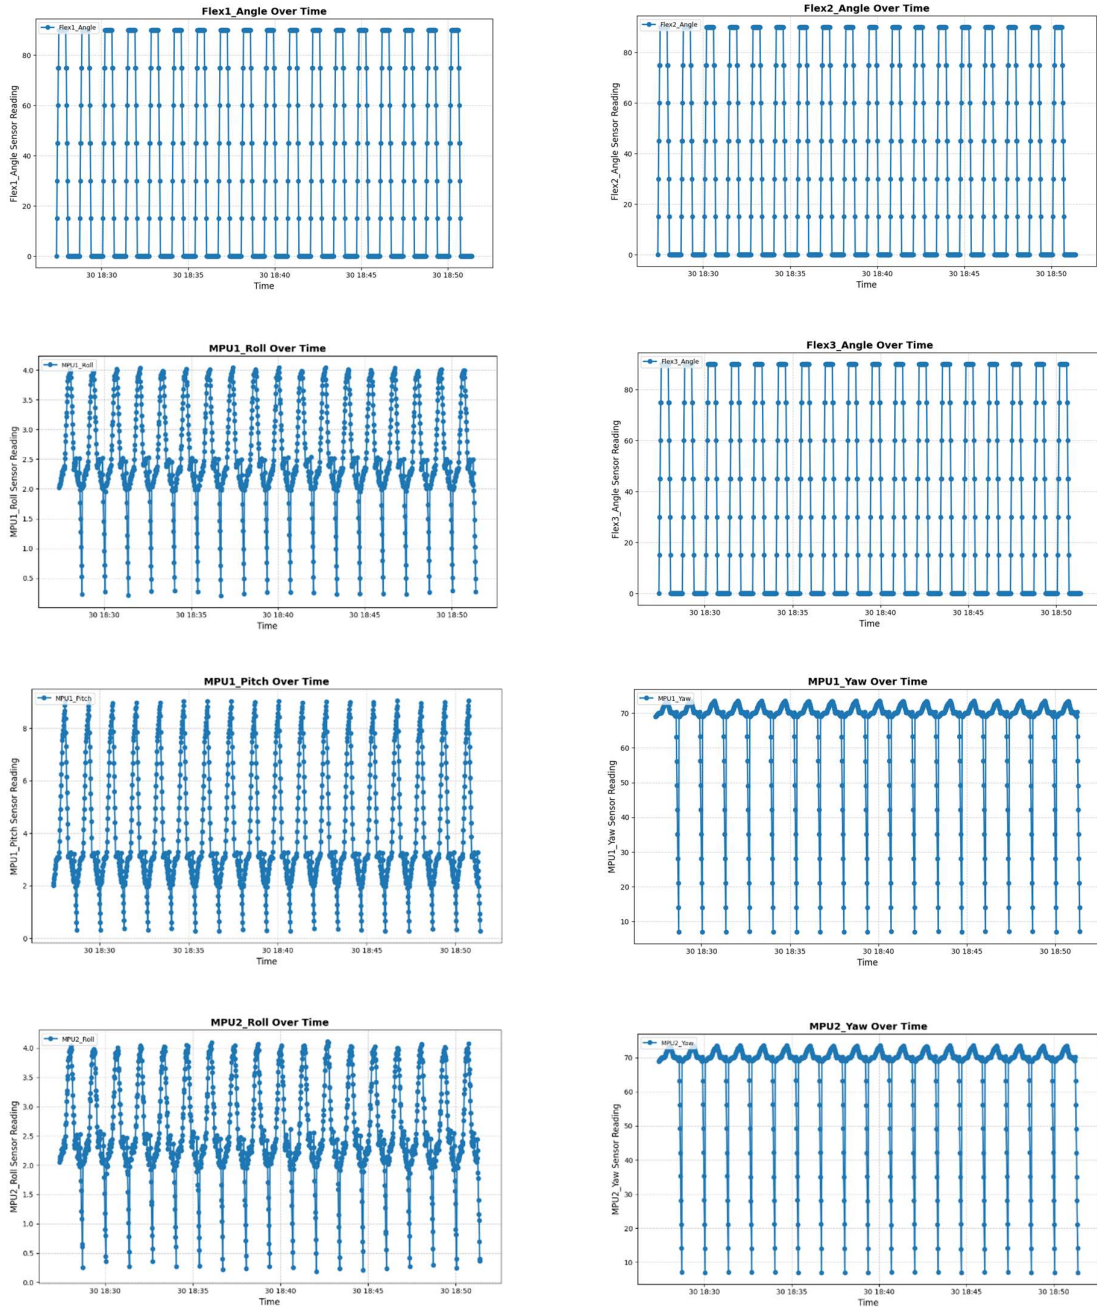 Flex1_Angle Over Time
Flex1_Angle
80
60
40
20
0
Flex1_Angle Sensor Reading
30 18:30 30 18:35 30 18:40 30 18:45 30 18:50
Time
Flex2_Angle Over Time
Flex2_Angle
80
60
40
20
0
Flex2_Angle Sensor Reading
30 18:30 30 18:35 30 18:40 30 18:45 30 18:50
Time
MPU1_Roll Over Time
MPU1_Roll
4.0
3.5
3.0
2.5
2.0
1.5
1.0
0.5
MPU1_Roll Sensor Reading
30 18:30 30 18:35 30 18:40 30 18:45 30 18:50
Time
Flex3_Angle Over Time
Flex3_Angle
80
60
40
20
0
Flex3_Angle Sensor Reading
30 18:30 30 18:35 30 18:40 30 18:45 30 18:50
Time
MPU1_Pitch Over Time
MPU1_Pitch
8
6
4
2
0
MPU1_Pitch Sensor Reading
30 18:30 30 18:35 30 18:40 30 18:45 30 18:50
Time
MPU1_Yaw Over Time
MPU1_Yaw
70
60
50
40
30
20
10
MPU1_Yaw Sensor Reading
30 18:30 30 18:35 30 18:40 30 18:45 30 18:50
Time
MPU2_Roll Over Time
MPU2_Roll
4.0
3.5
3.0
2.5
2.0
1.5
1.0
0.5
0.0
MPU2_Roll Sensor Reading
30 18:30 30 18:35 30 18:40 30 18:45 30 18:50
Time
MPU2_Yaw Over Time
MPU2_Yaw
70
60
50
40
30
20
10
MPU2_Yaw Sensor Reading
30 18:30 30 18:35 30 18:40 30 18:45 30 18:50
Time